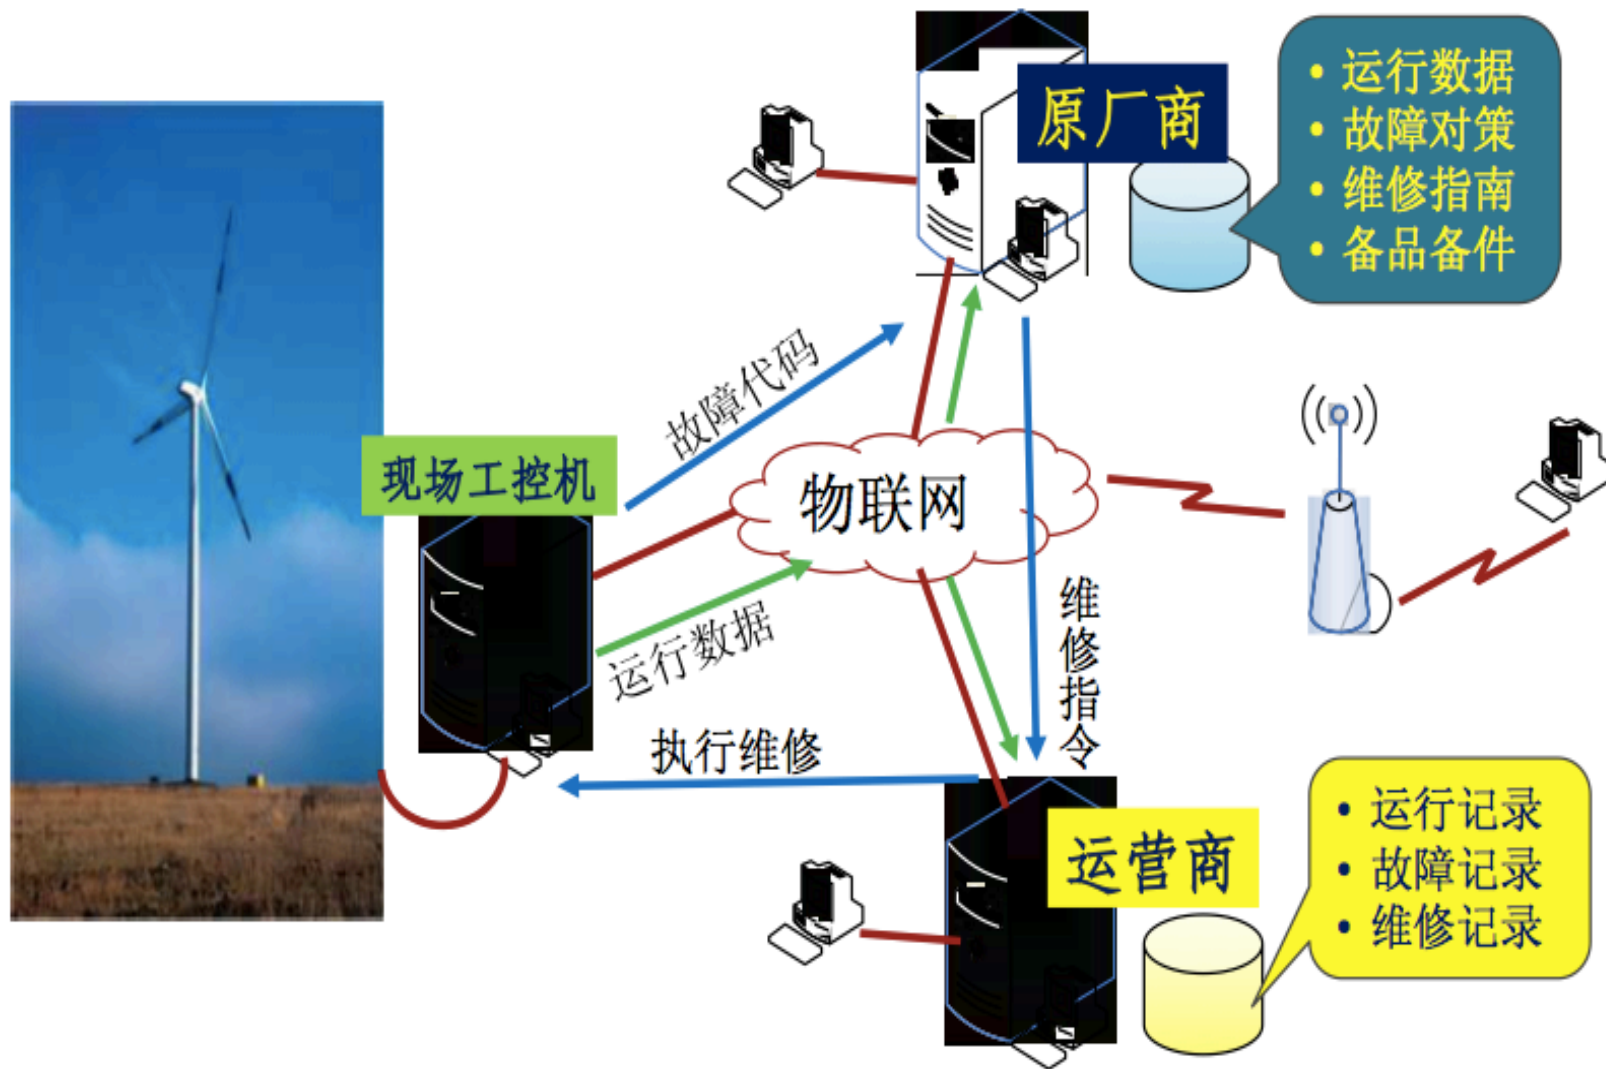 原厂商
• 运行数据
• 故障对策
• 维修指南
• 备品备件
故障代码
现场工控机
物联网
运行数据
维修指令
执行维修
运营商
• 运行记录
• 故障记录
• 维修记录